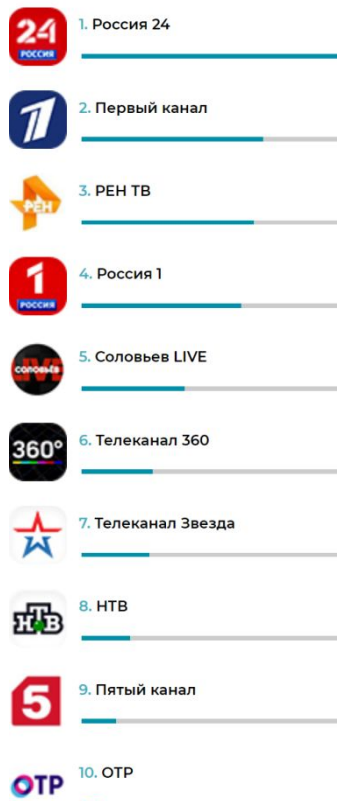 24
РОССИЯ
1. Россия 24
1
2. Первый канал
РЕН
3. РЕН ТВ
1
РОССИЯ
4. Россия 1
СОЛОВЬЁВ
LIVE
5. Соловьев LIVE
360°
6. Телеканал 360
7. Телеканал Звезда
НТВ
8. НТВ
5
9. Пятый канал
ОТР
10. ОТР